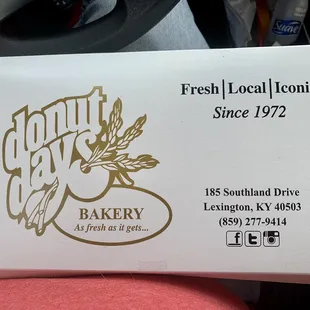 donut
days
BAKERY
As fresh as it gets...
Fresh|Local|Iconi
Since 1972
185 Southland Drive
Lexington, KY 40503
(859) 277-9414
Suave